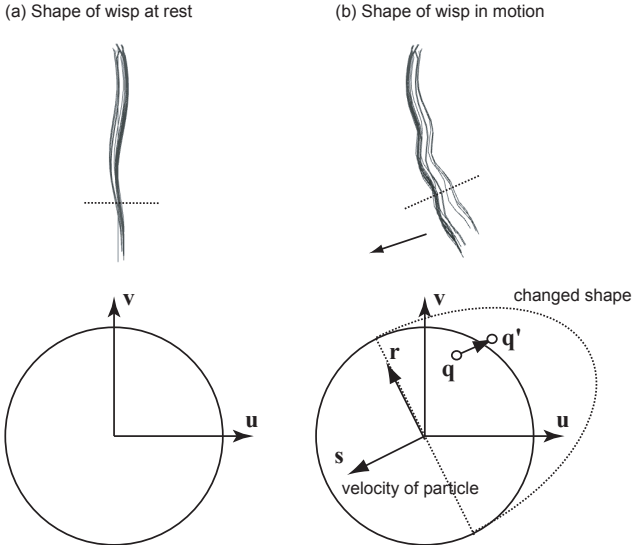 (a) Shape of wisp at rest
(b) Shape of wisp in motion
v
u
v
changed shape
r
q
q'
u
s
velocity of particle